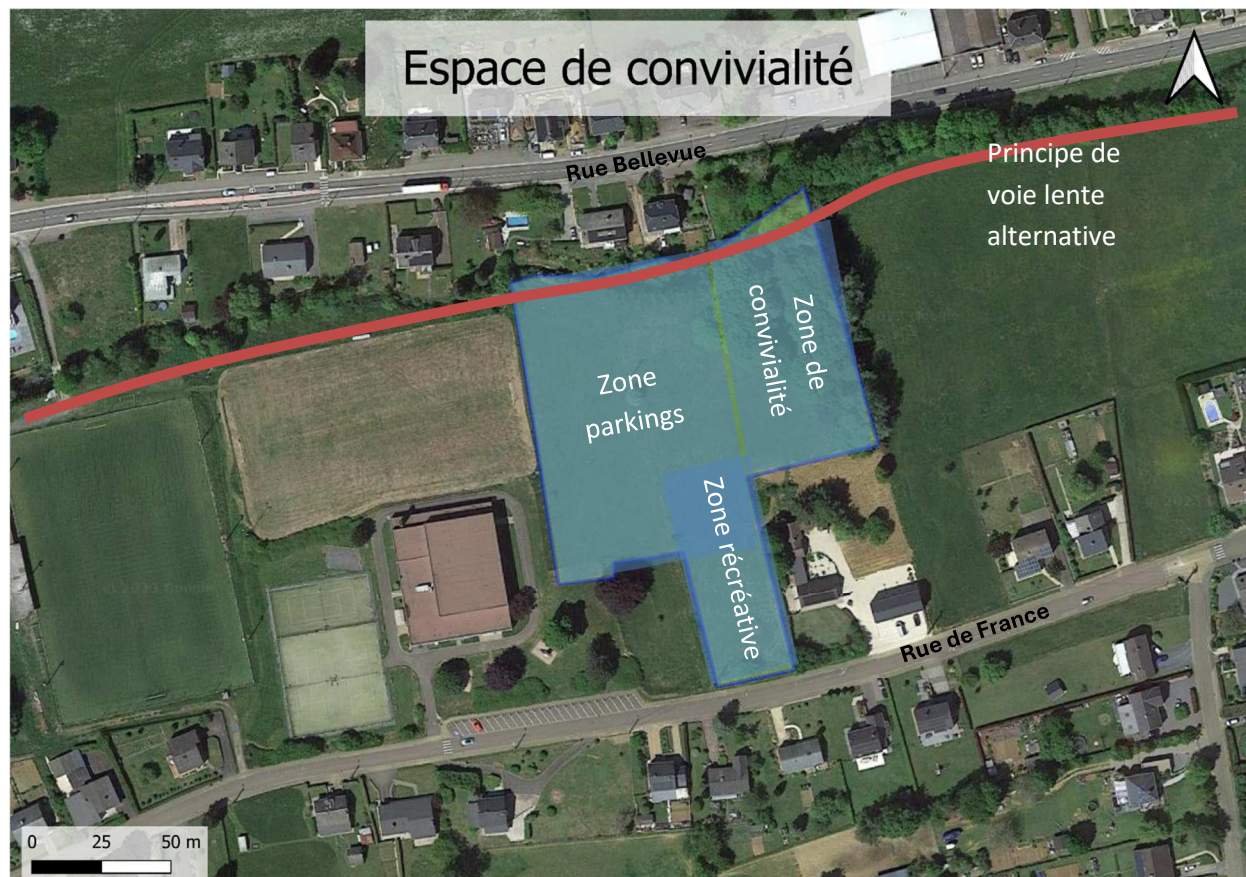 Espace de convivialité
Rue Bellevue
Principe de
voie lente
alternative
Zone de
convivialité
Zone
parkings
Zone récréative
Rue de France
0 25 50 m